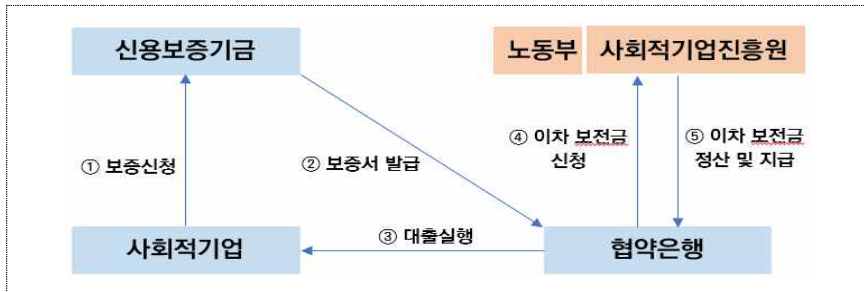 신용보증기금
노동부 사회적기업진흥원
① 보증신청
② 보증서 발급
④ 이차 보전금
신청
⑤ 이차 보전금
정산 및 지급
사회적기업
③ 대출실행
협약은행